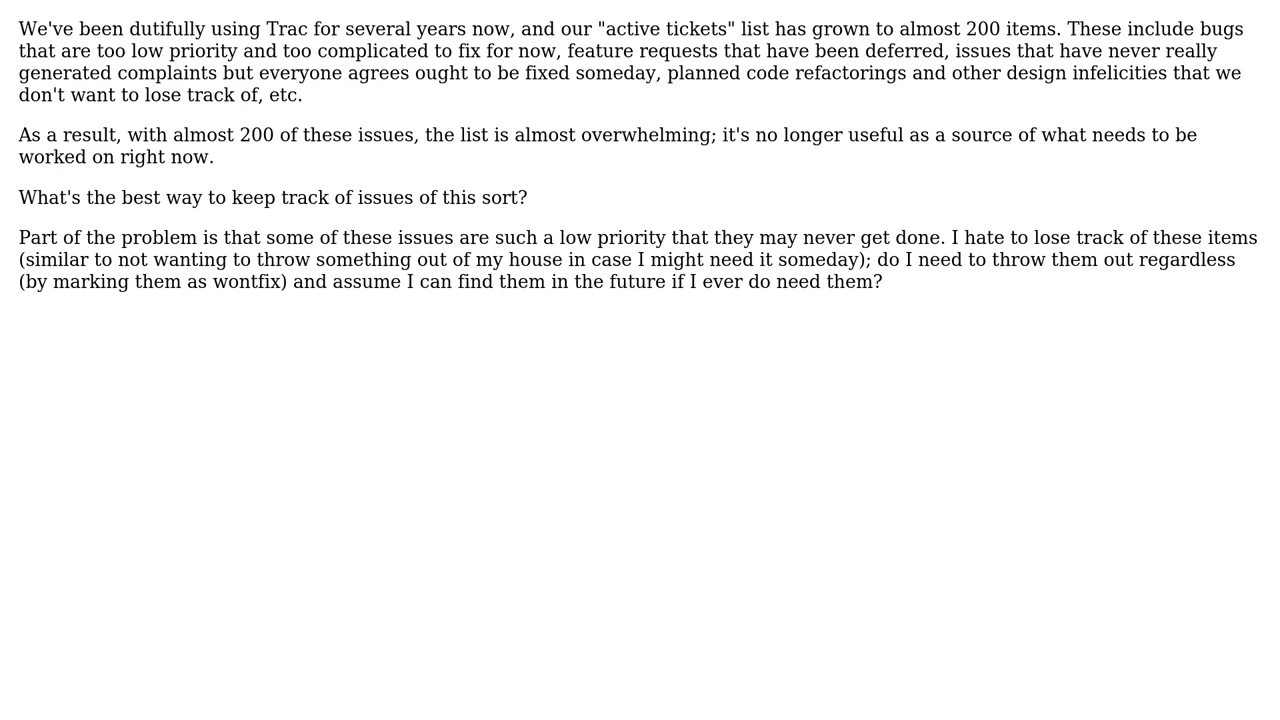 We've been dutifully using Trac for several years now, and our "active tickets" list has grown to almost 200 items. These include bugs
that are too low priority and too complicated to fix for now, feature requests that have been deferred, issues that have never really
generated complaints but everyone agrees ought to be fixed someday, planned code refactorings and other design infelicities that we
don't want to lose track of, etc.
As a result, with almost 200 of these issues, the list is almost overwhelming; it's no longer useful as a source of what needs to be
worked on right now.
What's the best way to keep track of issues of this sort?
Part of the problem is that some of these issues are such a low priority that they may never get done. I hate to lose track of these items
(similar to not wanting to throw something out of my house in case I might need it someday); do I need to throw them out regardless
(by marking them as wontfix) and assume I can find them in the future if I ever do need them?